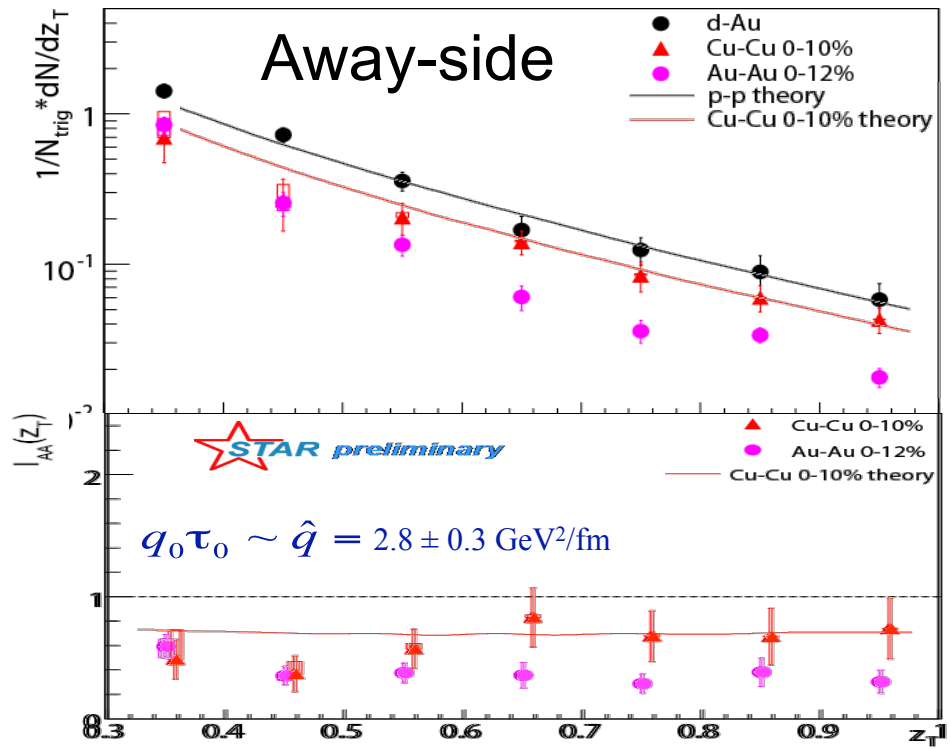 Away-side
d-Au
Cu-Cu 0-10%
Au-Au 0-12%
p-p theory
Cu-Cu 0-10% theory
1/N_trig*dN/dz_T
1
10^-1
-2
I_AA(z_T)
STAR preliminary
Cu-Cu 0-10%
Au-Au 0-12%
Cu-Cu 0-10% theory
2
q₀τ₀ ~ q̂ = 2.8 ± 0.3 GeV²/fm
1
0
0.3 0.4 0.5 0.6 0.7 0.8 0.9 z_T 1